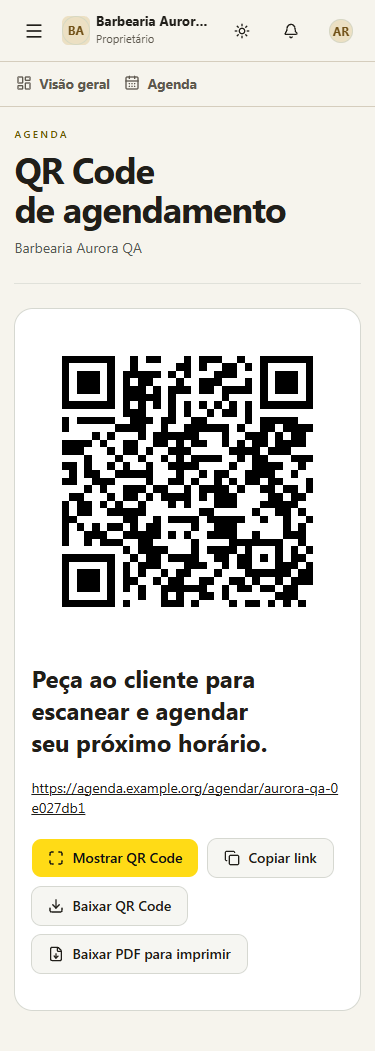 BA
Barbearia Auror...
Proprietário
AR
Visão geral
Agenda
AGENDA
QR Code
de agendamento
Barbearia Aurora QA
Peça ao cliente para
escanear e agendar
seu próximo horário.
https://agenda.example.org/agendar/aurora-qa-0
e027db1
Mostrar QR Code
Copiar link
Baixar QR Code
Baixar PDF para imprimir